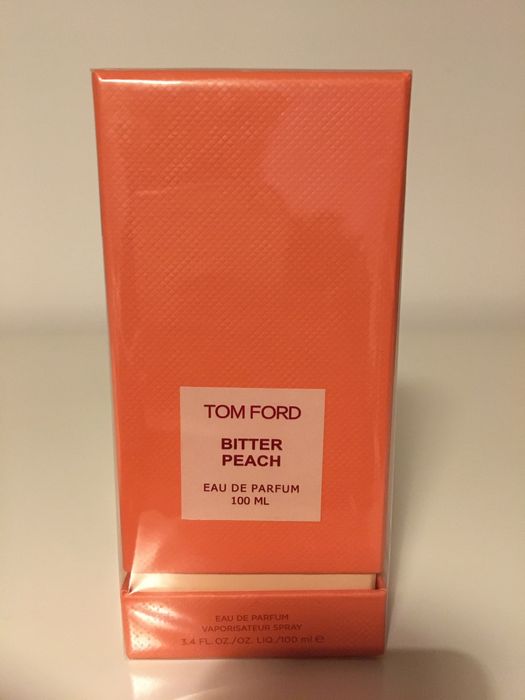 TOM FORD
BITTER
PEACH
EAU DE PARFUM
100 ML
EAU DE PARFUM
VAPORISATEUR SPRAY
3.4 FL. OZ./OZ. LIQ./100 ml ℮